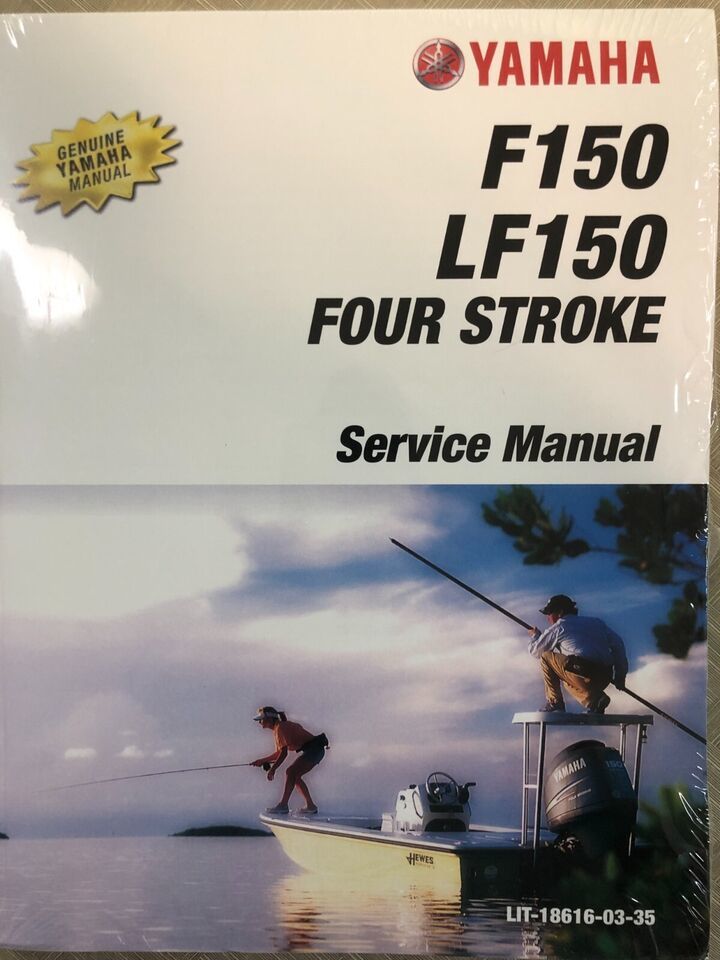 YAMAHA
GENUINE
YAMAHA
MANUAL
F150
LF150
FOUR STROKE
Service Manual
YAMAHA
150
HEWES
LIT-18616-03-35